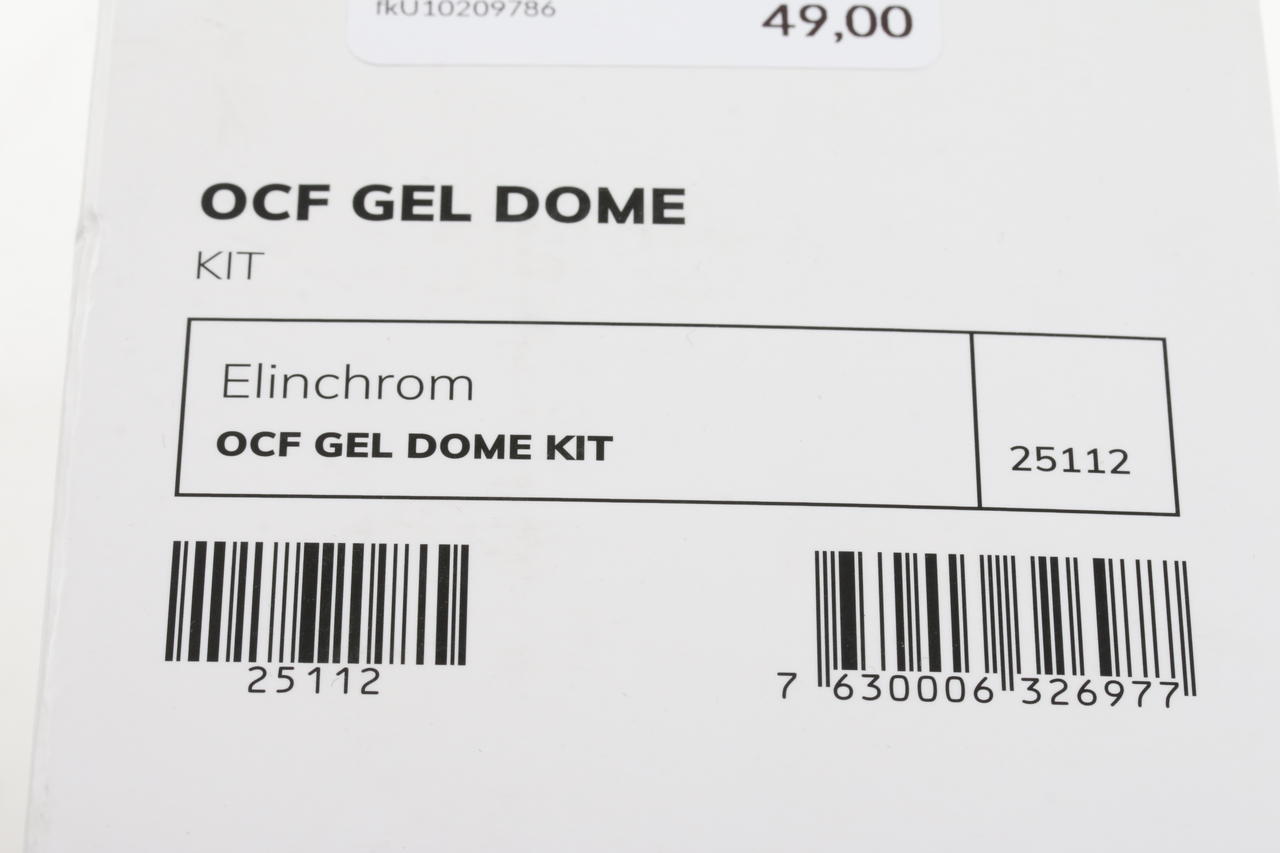 fkU10209786
49,00
OCF GEL DOME
KIT
Elinchrom
OCF GEL DOME KIT
25112
25112
7 630006 326977